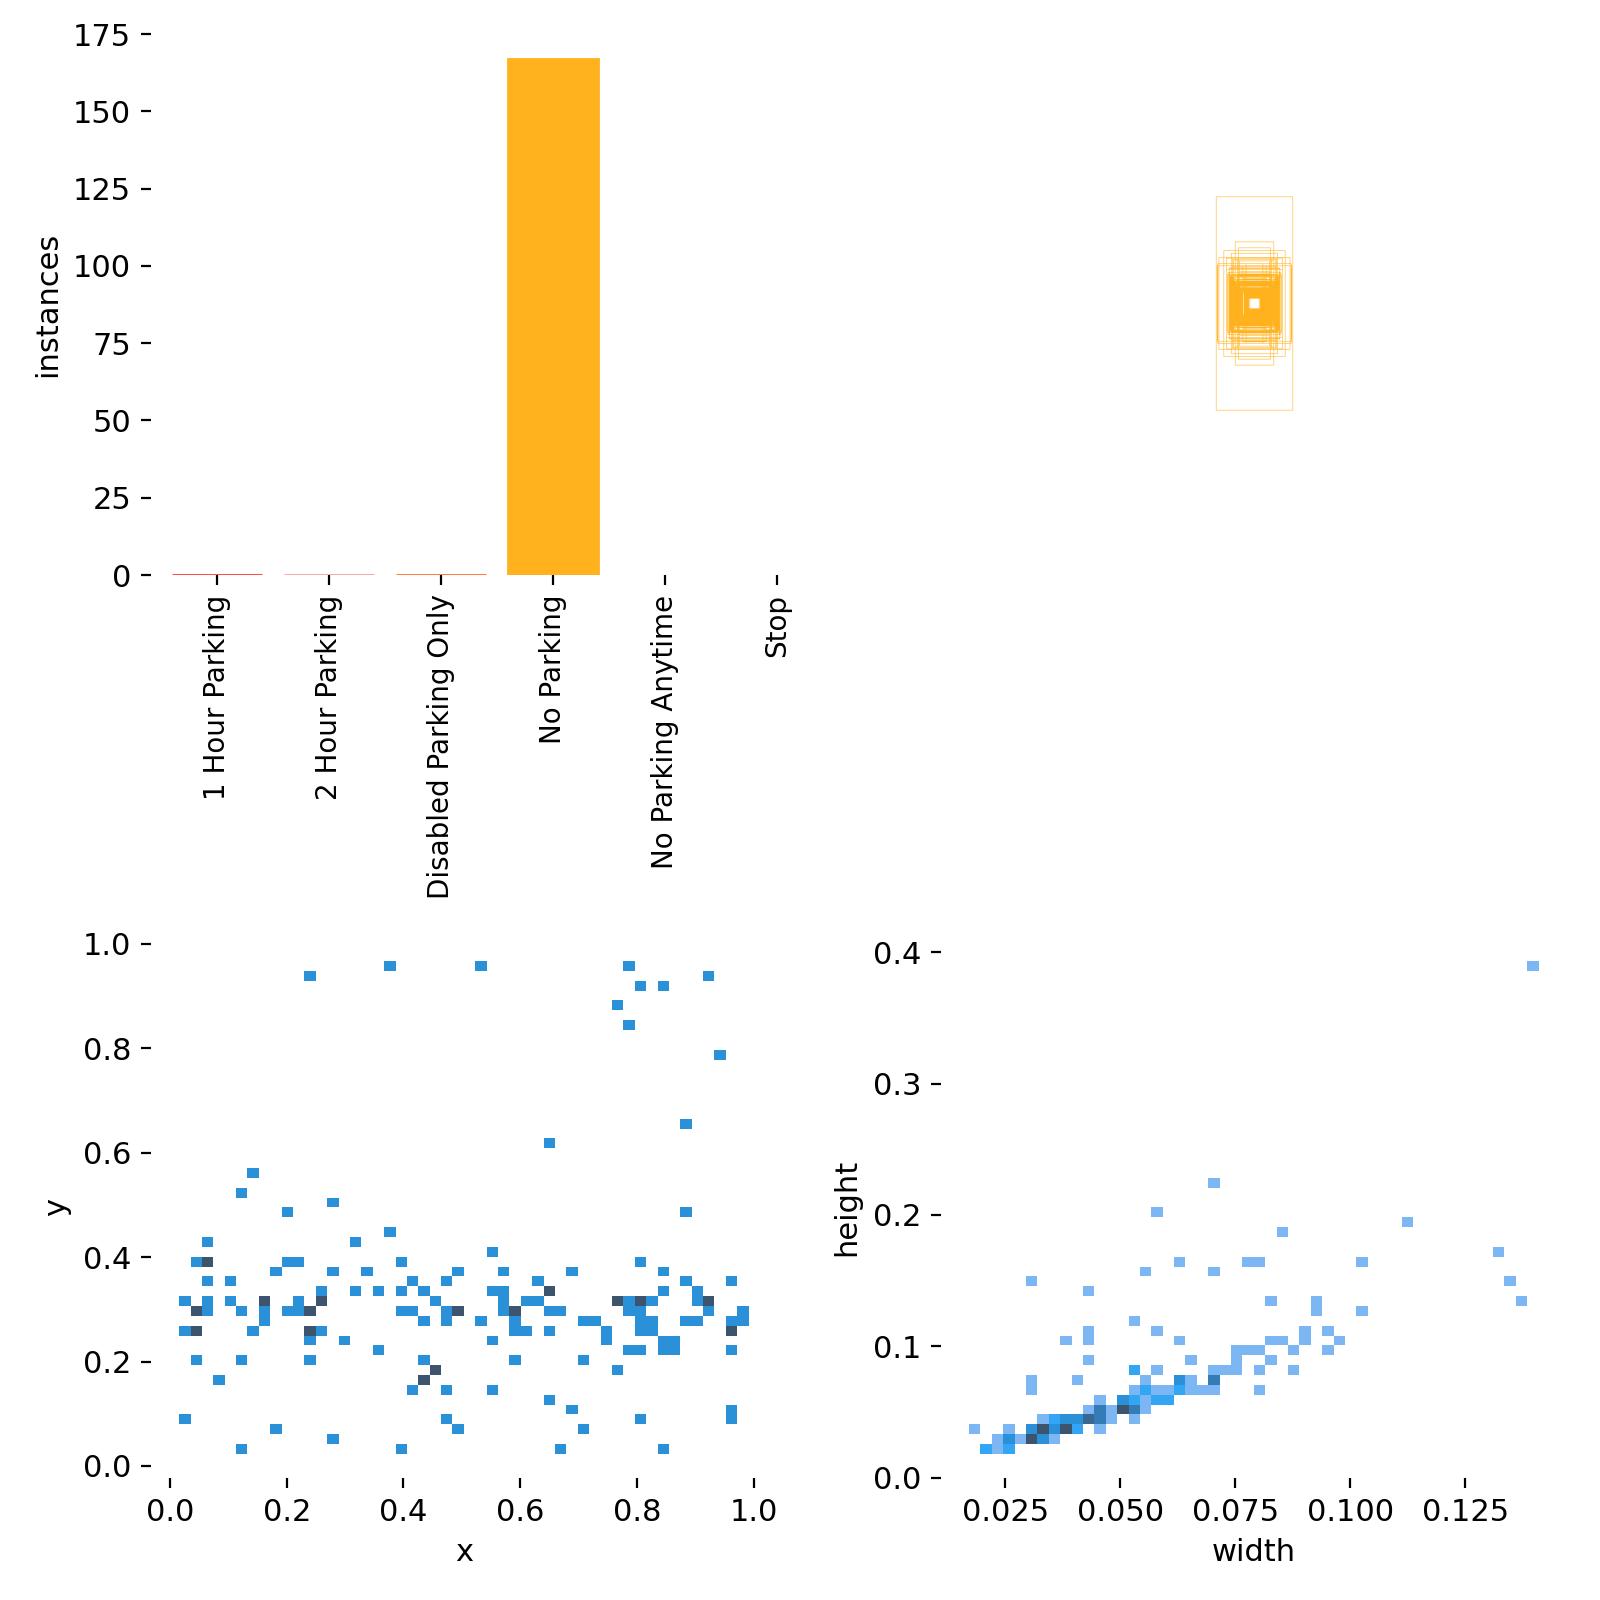 175
150
125
100
75
50
25
0
instances
1 Hour Parking
2 Hour Parking
Disabled Parking Only
No Parking
No Parking Anytime
Stop
1.0
0.8
0.6
0.4
0.2
0.0
y
0.0 0.2 0.4 0.6 0.8 1.0
x
0.4
0.3
0.2
0.1
0.0
height
0.025 0.050 0.075 0.100 0.125
width